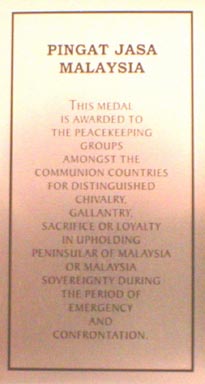 PINGAT JASA
MALAYSIA
THIS MEDAL
IS AWARDED TO
THE PEACEKEEPING
GROUPS
AMONGST THE
COMMUNION COUNTRIES
FOR DISTINGUISHED
CHIVALRY,
GALLANTRY,
SACRIFICE OR LOYALTY
IN UPHOLDING
PENINSULAR OF MALAYSIA
OR MALAYSIA
SOVEREIGNTY DURING
THE PERIOD OF
EMERGENCY
AND
CONFRONTATION.